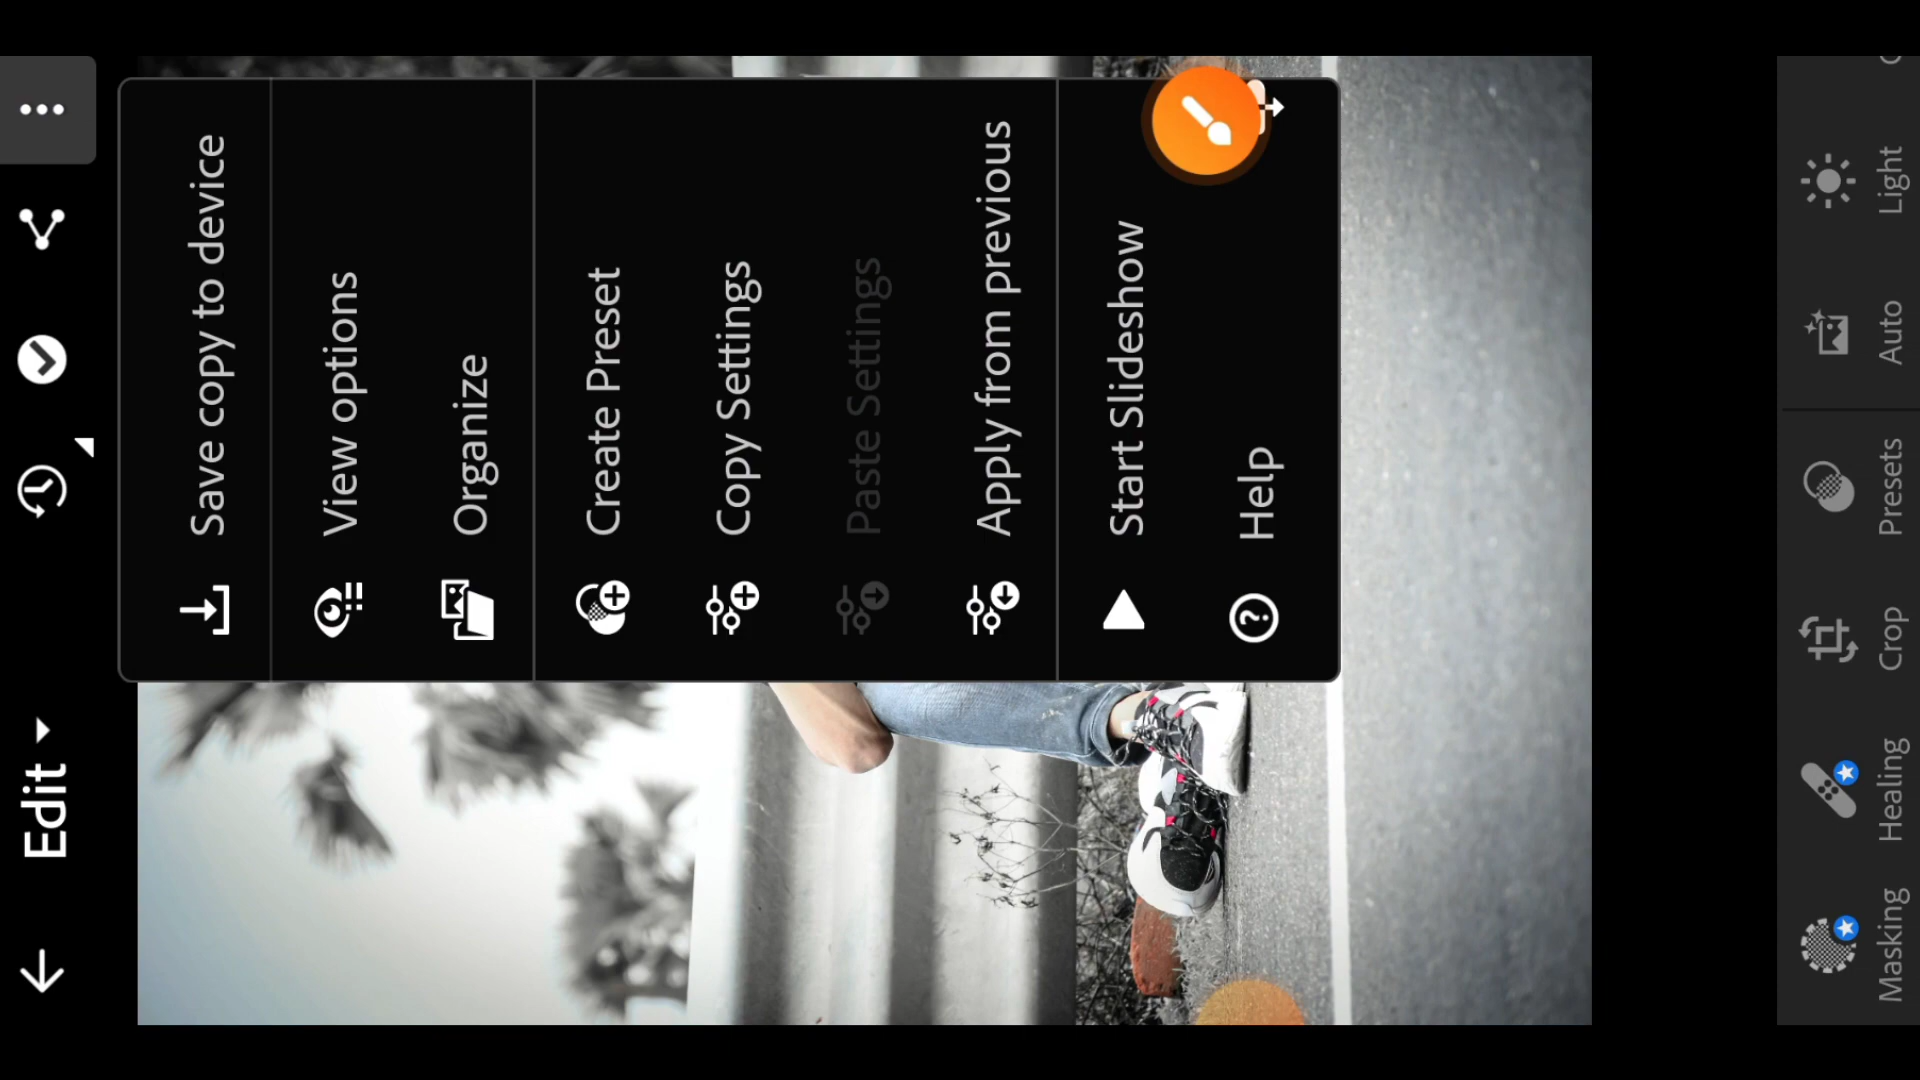 Edit
Save copy to device
View options
Organize
Create Preset
Copy Settings
Paste Settings
Apply from previous
Start Slideshow
Help
Masking
Healing
Crop
Presets
Auto
Light